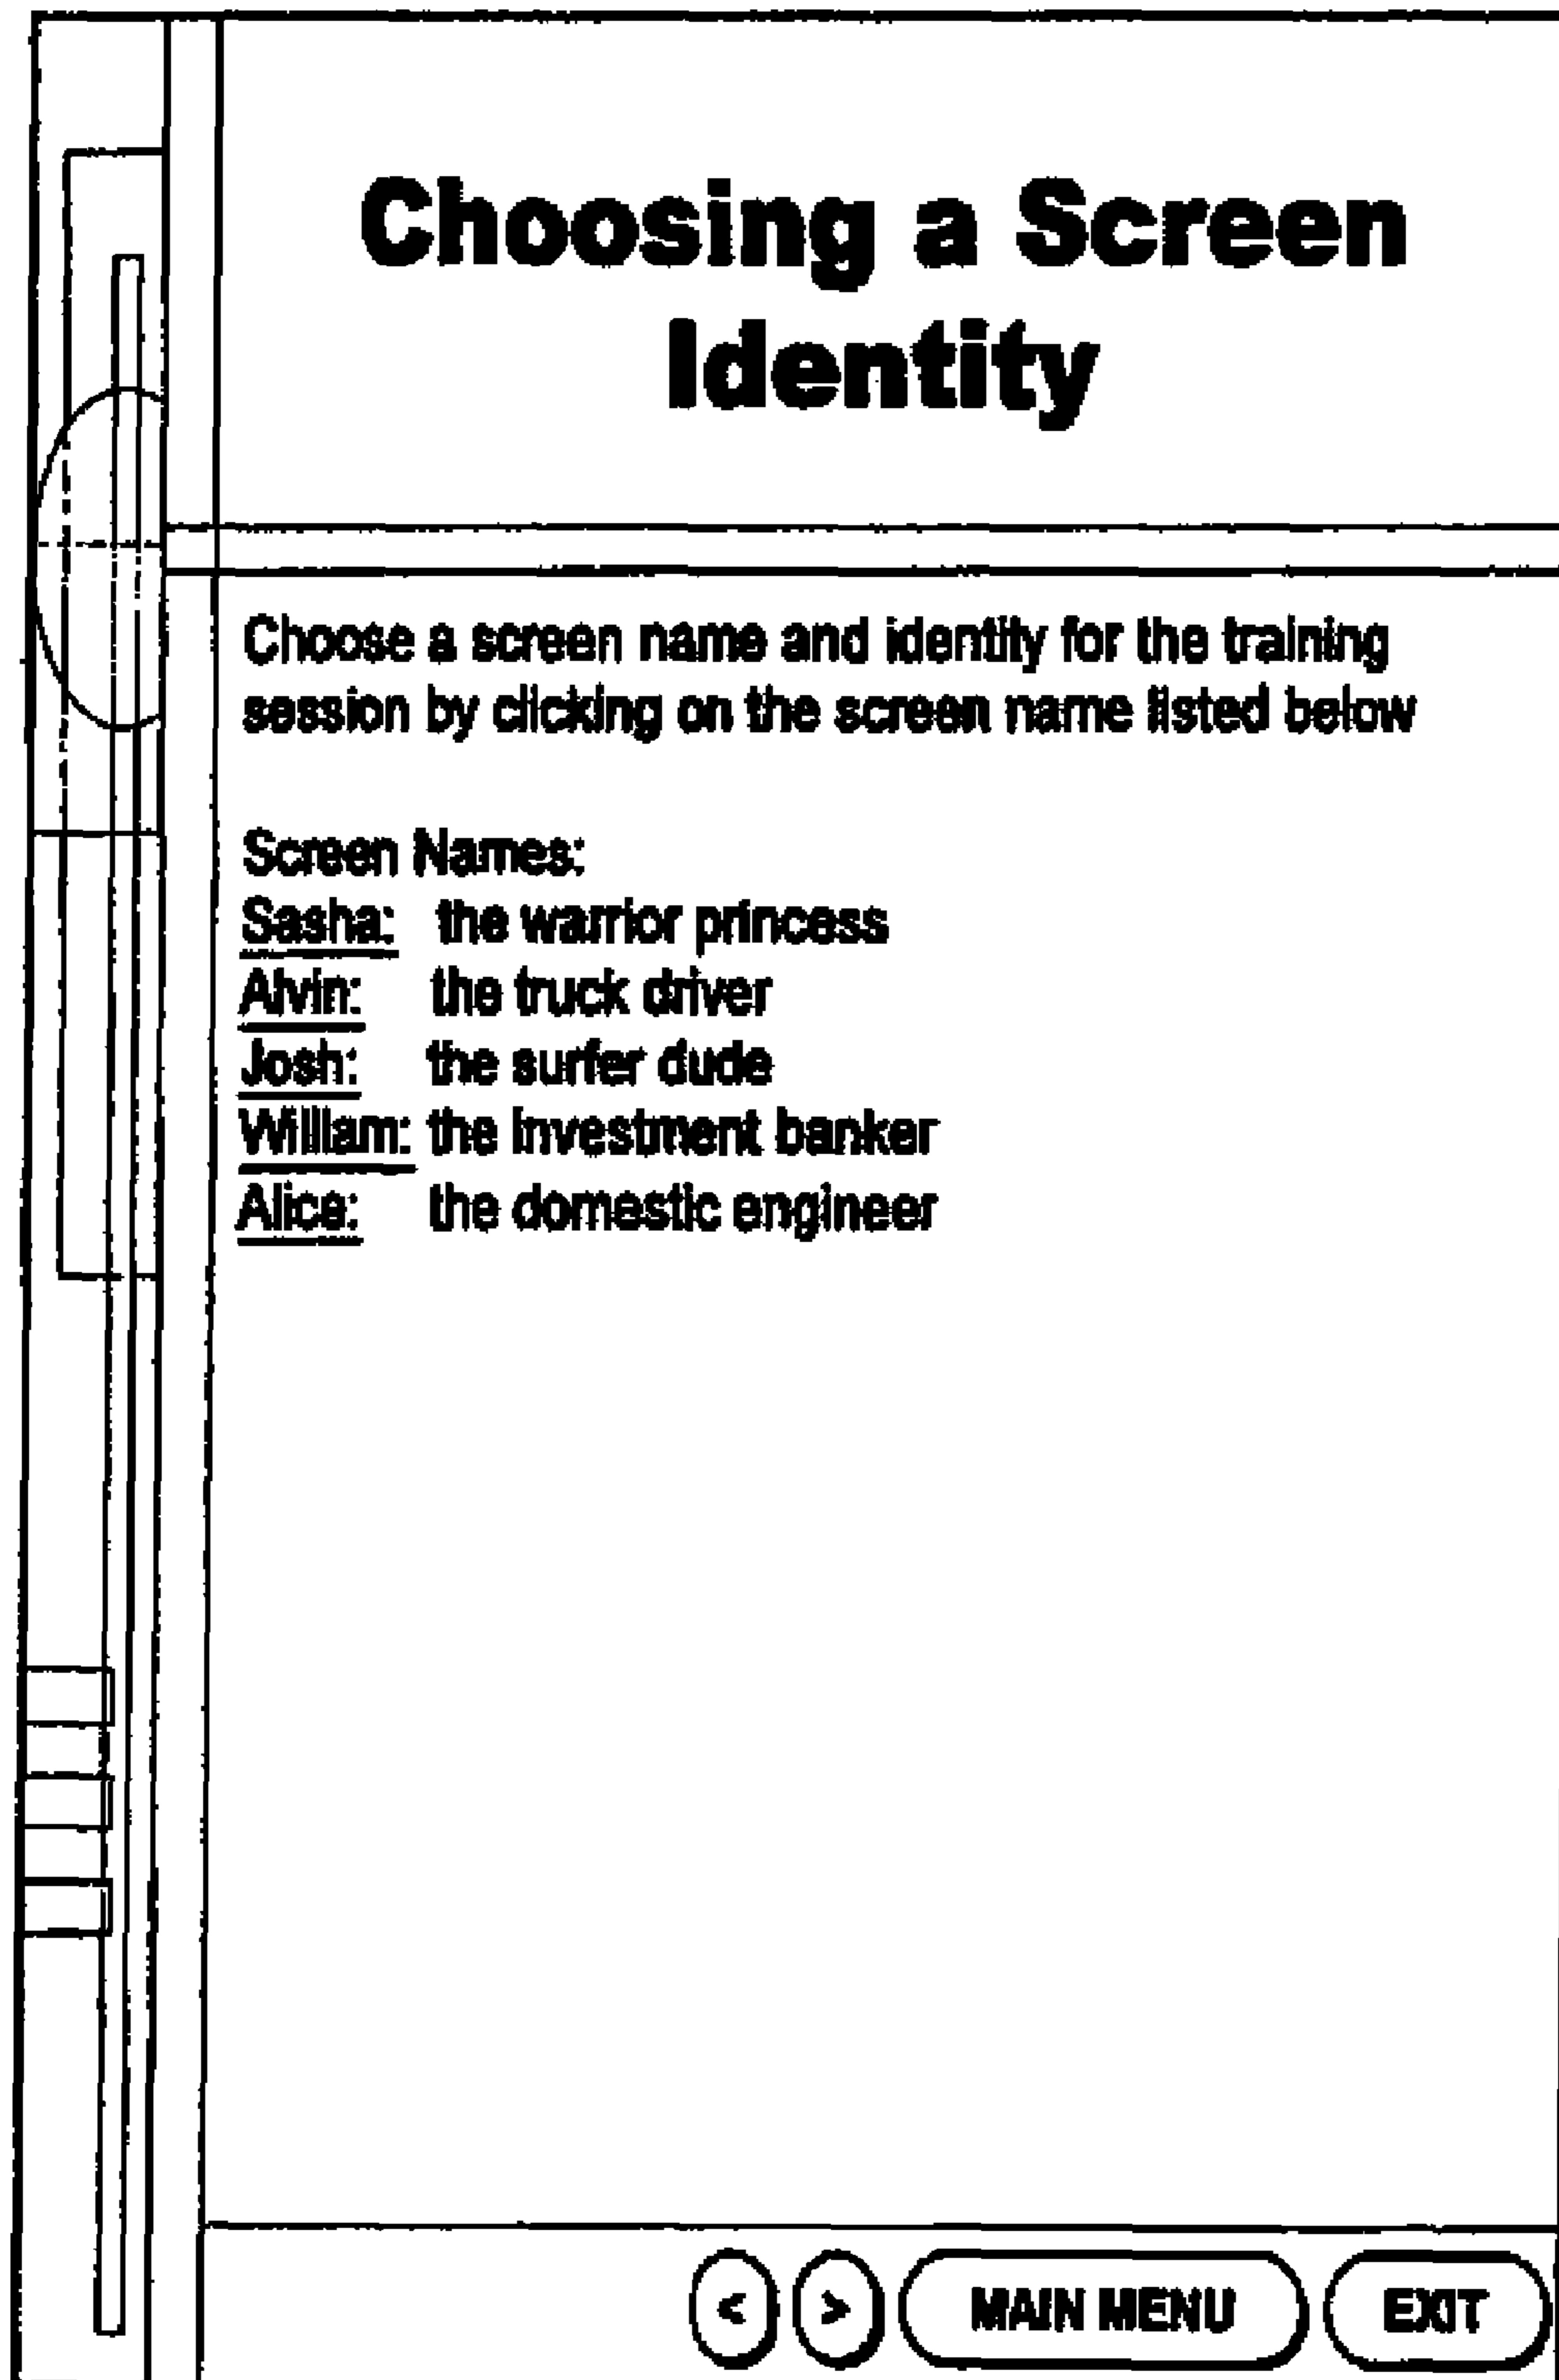 Choosing a Screen
Identity
Choose a screen name and identity for the training
session by clicking on the screen name listed below
Screen Names:
Sasha: the warrior princess
Alvin: the truck driver
Josh: the surfer dude
William: the investment banker
Alice: the domestic engineer
< > MAIN MENU EXIT